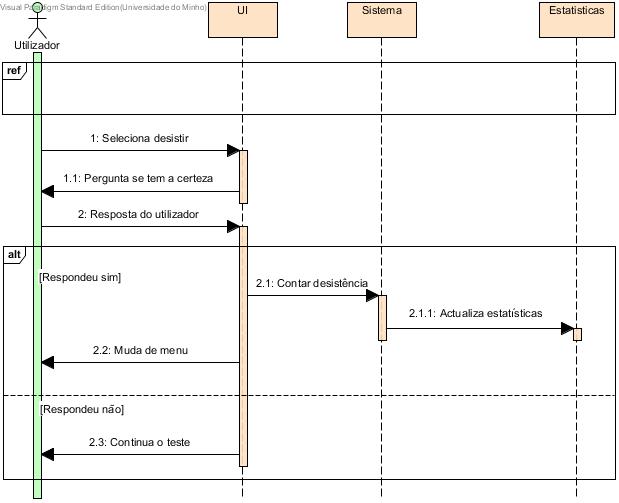 Visual Paradigm Standard Edition(Universidade do Minho)
UI
Sistema
Estatisticas
Utilizador
ref
1: Seleciona desistir
1.1: Pergunta se tem a certeza
2: Resposta do utilizador
alt
[Respondeu sim]
2.1: Contar desistência
2.1.1: Actualiza estatísticas
2.2: Muda de menu
[Respondeu não]
2.3: Continua o teste